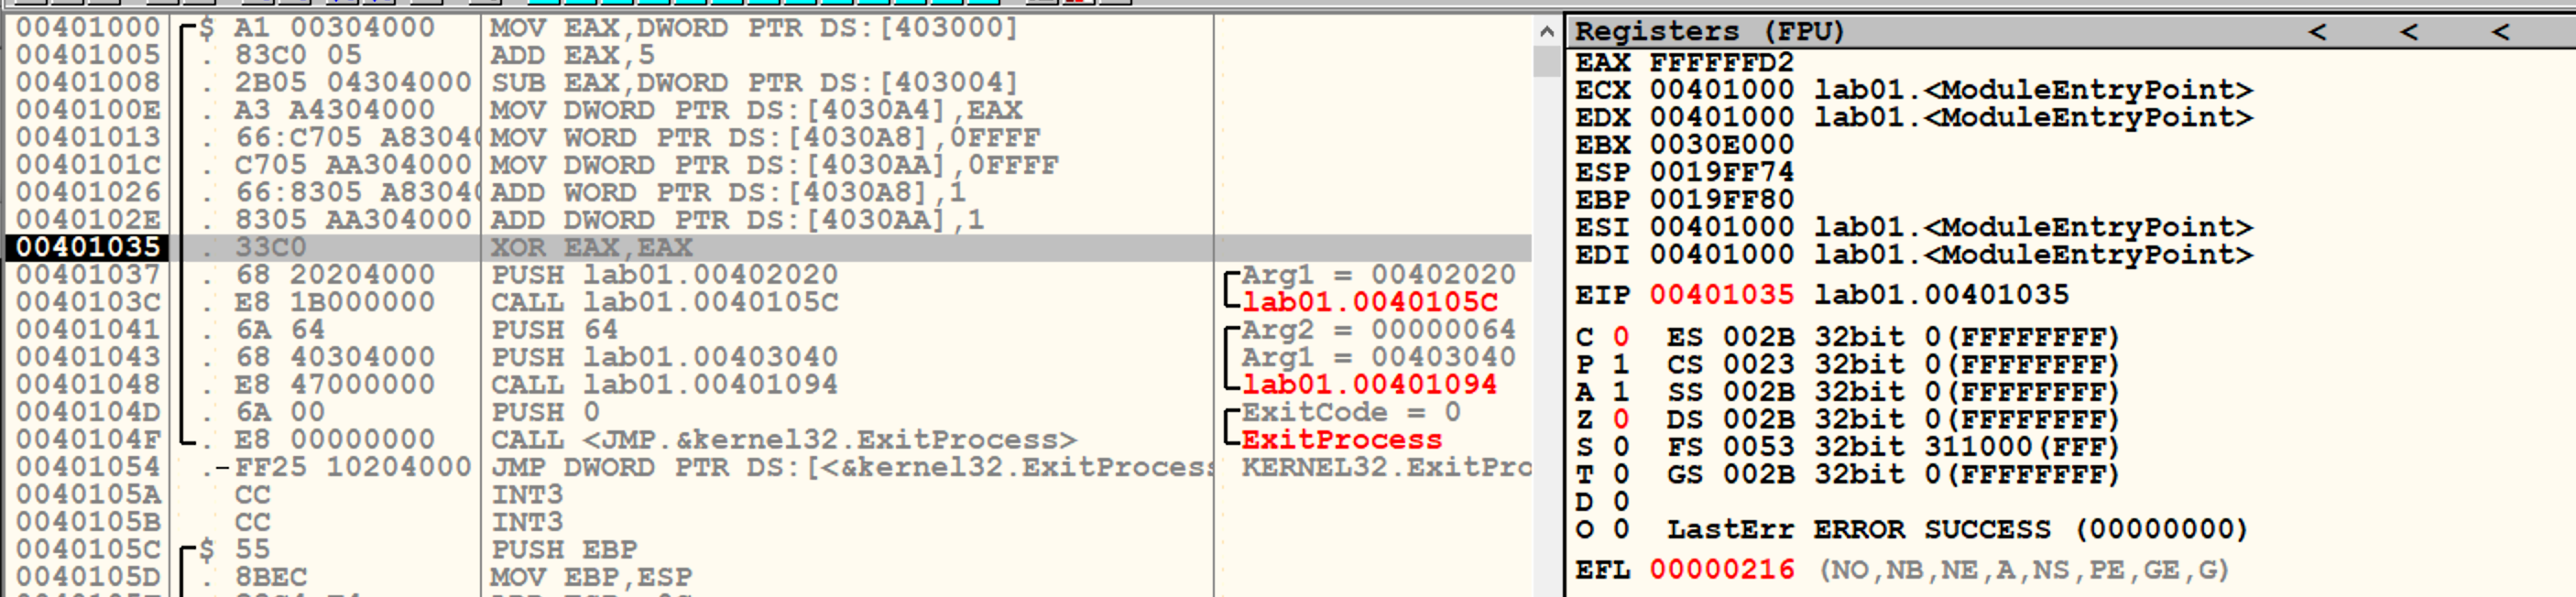 00401000 $ A1 00304000 MOV EAX,DWORD PTR DS:[403000]
00401005 . 83C0 05 ADD EAX,5
00401008 . 2B05 04304000 SUB EAX,DWORD PTR DS:[403004]
0040100E . A3 A4304000 MOV DWORD PTR DS:[4030A4],EAX
00401013 . 66:C705 A8304( MOV WORD PTR DS:[4030A8],0FFFF
0040101C . C705 AA304000 MOV DWORD PTR DS:[4030AA],0FFFF
00401026 . 66:8305 A8304( ADD WORD PTR DS:[4030A8],1
0040102E . 8305 AA304000 ADD DWORD PTR DS:[4030AA],1
00401035 . 33C0 XOR EAX,EAX
00401037 . 68 20204000 PUSH lab01.00402020 Arg1 = 00402020
0040103C . E8 1B000000 CALL lab01.0040105C lab01.0040105C
00401041 . 6A 64 PUSH 64 Arg2 = 00000064
00401043 . 68 40304000 PUSH lab01.00403040 Arg1 = 00403040
00401048 . E8 47000000 CALL lab01.00401094 lab01.00401094
0040104D . 6A 00 PUSH 0 ExitCode = 0
0040104F . E8 00000000 CALL <JMP.&kernel32.ExitProcess> ExitProcess
00401054 .-FF25 10204000 JMP DWORD PTR DS:[<&kernel32.ExitProcess KERNEL32.ExitPro
0040105A CC INT3
0040105B CC INT3
0040105C $ 55 PUSH EBP
0040105D . 8BEC MOV EBP,ESP
Registers (FPU) < < <
EAX FFFFFFD2
ECX 00401000 lab01.<ModuleEntryPoint>
EDX 00401000 lab01.<ModuleEntryPoint>
EBX 0030E000
ESP 0019FF74
EBP 0019FF80
ESI 00401000 lab01.<ModuleEntryPoint>
EDI 00401000 lab01.<ModuleEntryPoint>
EIP 00401035 lab01.00401035
C 0 ES 002B 32bit 0(FFFFFFFF)
P 1 CS 0023 32bit 0(FFFFFFFF)
A 1 SS 002B 32bit 0(FFFFFFFF)
Z 0 DS 002B 32bit 0(FFFFFFFF)
S 0 FS 0053 32bit 311000(FFF)
T 0 GS 002B 32bit 0(FFFFFFFF)
D 0
O 0 LastErr ERROR SUCCESS (00000000)
EFL 00000216 (NO,NB,NE,A,NS,PE,GE,G)